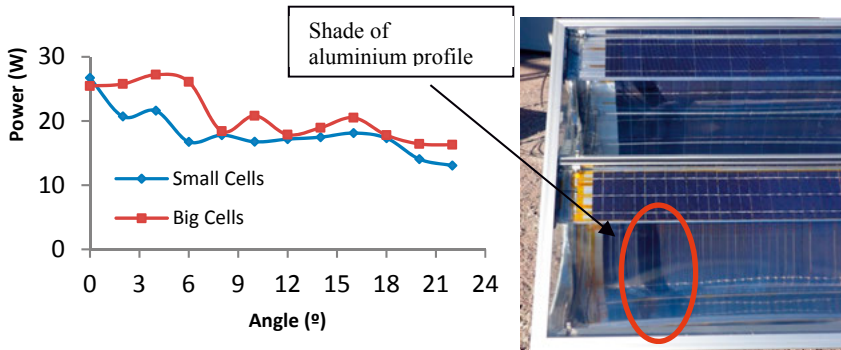 Shade of
aluminium profile
Power (W)
30
20
10
0
Small Cells
Big Cells
0 3 6 9 12 15 18 21 24
Angle (º)